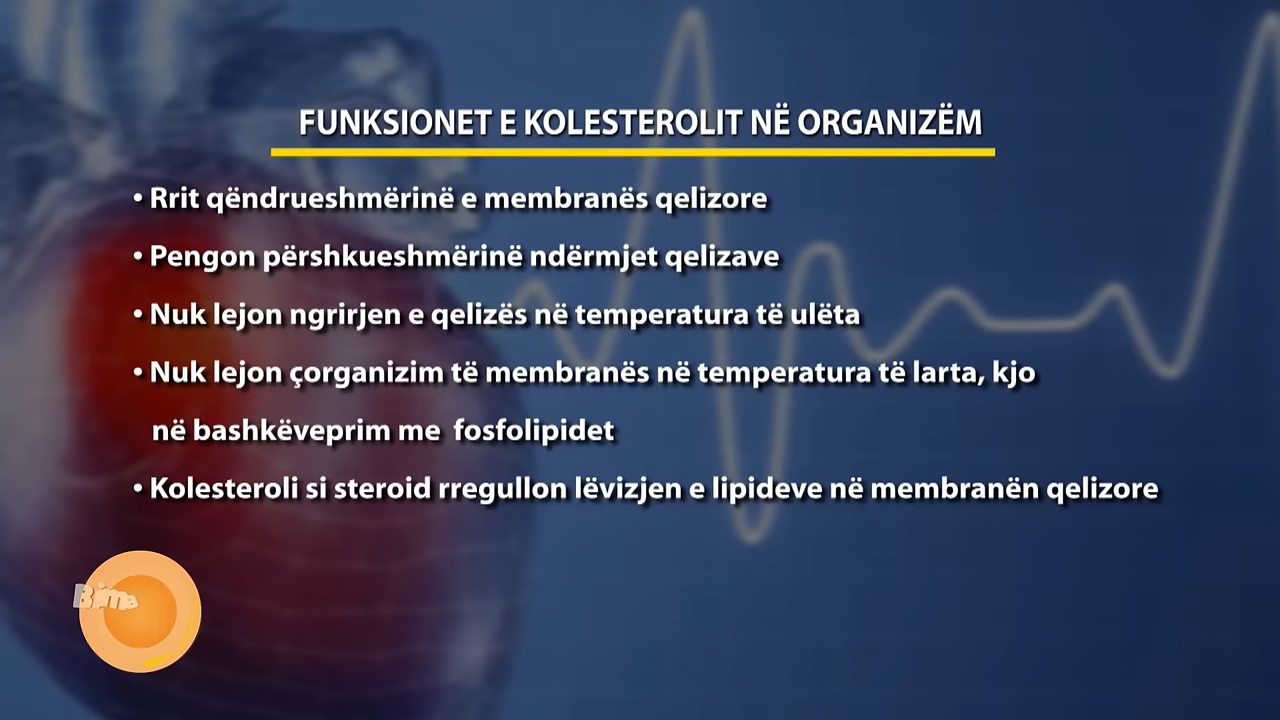 FUNKSIONET E KOLESTEROLIT NË ORGANIZËM
• Rrit qëndrueshmërinë e membranës qelizore
• Pengon përshkueshmërinë ndërmjet qelizave
• Nuk lejon ngrirjen e qelizës në temperatura të ulëta
• Nuk lejon çorganizim të membranës në temperatura të larta, kjo
në bashkëveprim me fosfolipidet
• Kolesteroli si steroid rregullon lëvizjen e lipideve në membranën qelizore
Bima